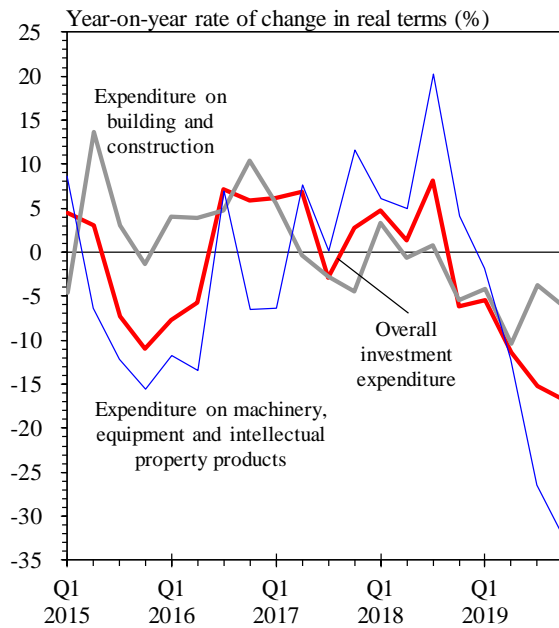 Year-on-year rate of change in real terms (%)
25
20
15
10
5
0
-5
-10
-15
-20
-25
-30
-35
Expenditure on
building and
construction
Overall
investment
expenditure
Expenditure on machinery,
equipment and intellectual
property products
Q1 Q1 Q1 Q1 Q1
2015 2016 2017 2018 2019